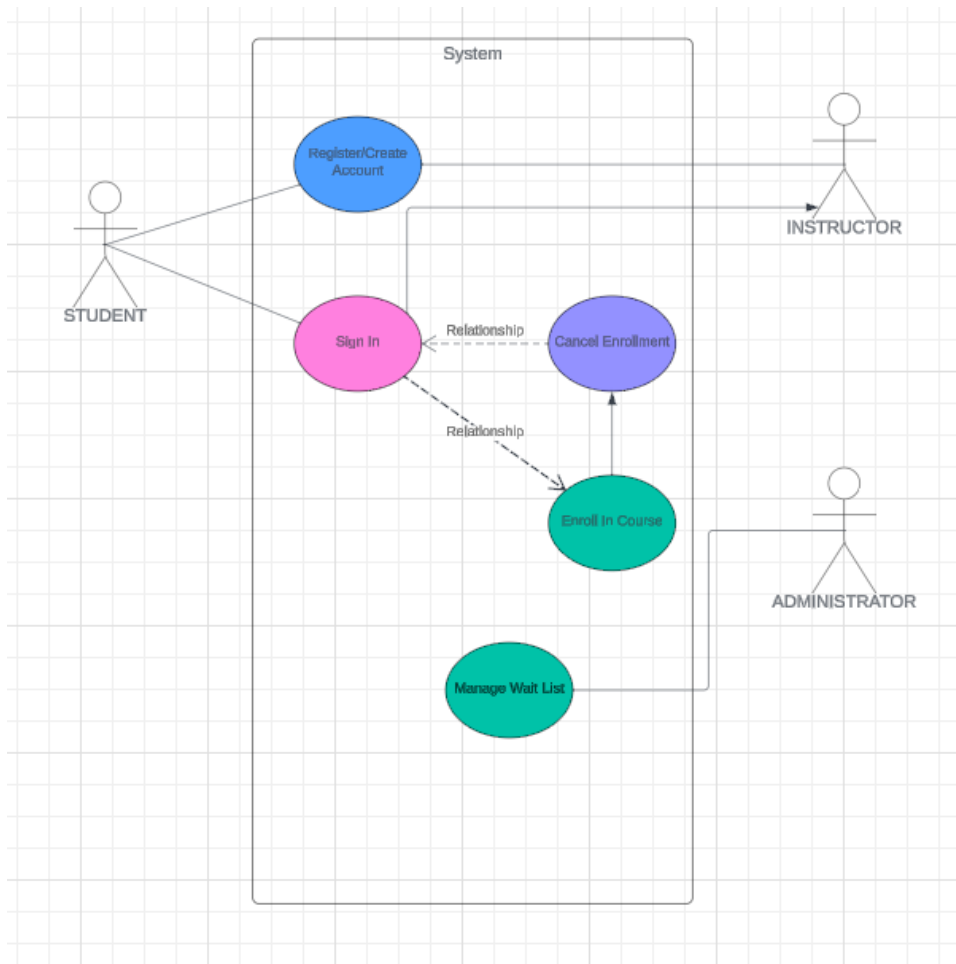 System
Register/Create
Account
INSTRUCTOR
STUDENT
Sign In
Relationship
Cancel Enrollment
Relationship
Enroll In Course
ADMINISTRATOR
Manage Wait List